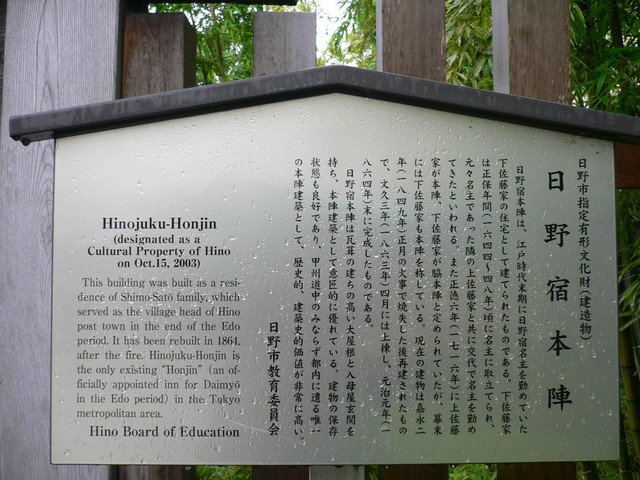 日野市指定有形文化財(建造物)
日野宿本陣
日野宿本陣は、江戸時代末期に日野宿名主を勤めていた
下佐藤家の住宅として建てられたものである。下佐藤家
は正保年間(一六四四〜四八年)頃に名主に取立てられ、
元々名主であった隣の上佐藤家と共に交代で名主を勤め
てきたといわれる。また正徳六年(一七一六年)に上佐藤
家が本陣、下佐藤家が脇本陣と定められていたが、幕末
には下佐藤家も本陣を称している。現在の建物は嘉永二
年(一八四九年)正月の火事で焼失した後再建されたもの
で、文久三年(一八六三年)四月には上棟し、元治元年(一
八六四年)末に完成したものである。
日野宿本陣は瓦葺の建ちの高い大屋根と入母屋玄関を
持ち、本陣建築として意匠的に優れている。建物の保存
状態も良好であり、甲州道中のみならず都内に遺る唯一
の本陣建築として、歴史的、建築史的価値が非常に高い。
日野市教育委員会
Hinojuku-Honjin
(designated as a
Cultural Property of Hino
on Oct.15, 2003)
This building was built as a resi-
dence of Shimo-Sato family, which
served as the village head of Hino
post town in the end of the Edo
period. It has been rebuilt in 1864,
after the fire. Hinojuku-Honjin is
the only existing "Honjin" (an of-
ficially appointed inn for Daimyō
in the Edo period) in the Tokyo
metropolitan area.
Hino Board of Education